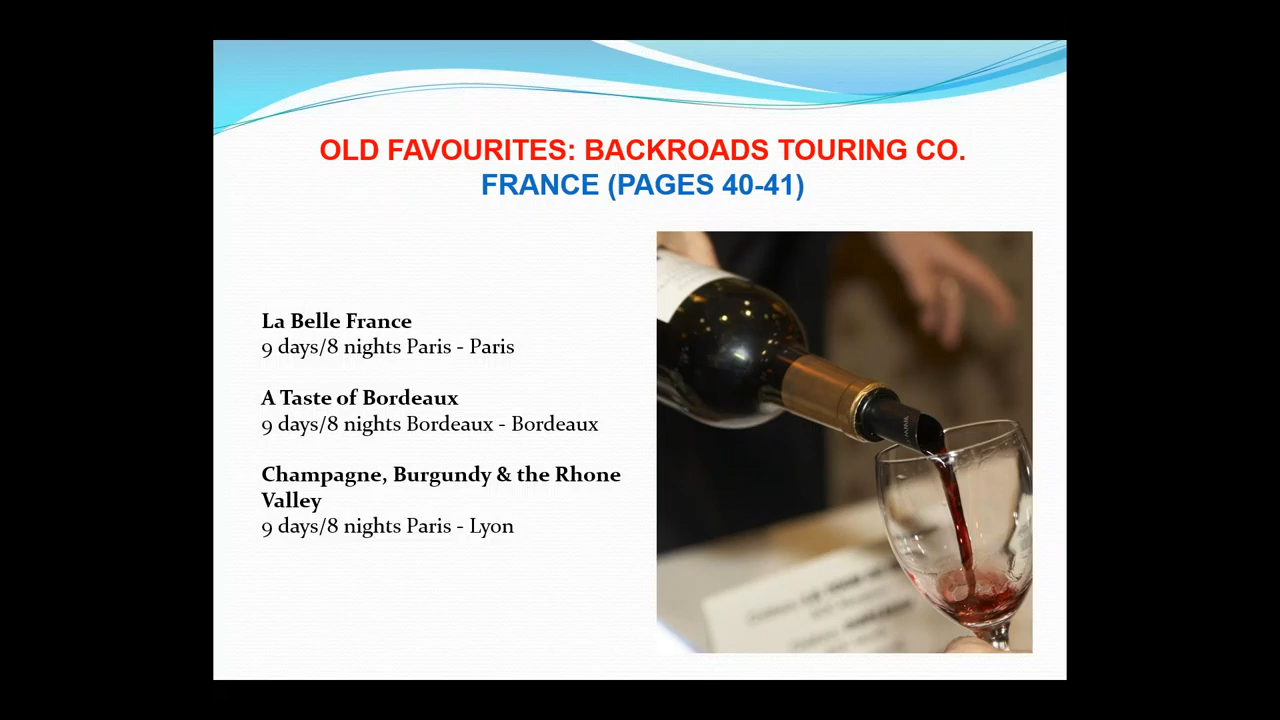 OLD FAVOURITES: BACKROADS TOURING CO.
FRANCE (PAGES 40-41)
La Belle France
9 days/8 nights Paris - Paris
A Taste of Bordeaux
9 days/8 nights Bordeaux - Bordeaux
Champagne, Burgundy & the Rhone
Valley
9 days/8 nights Paris - Lyon